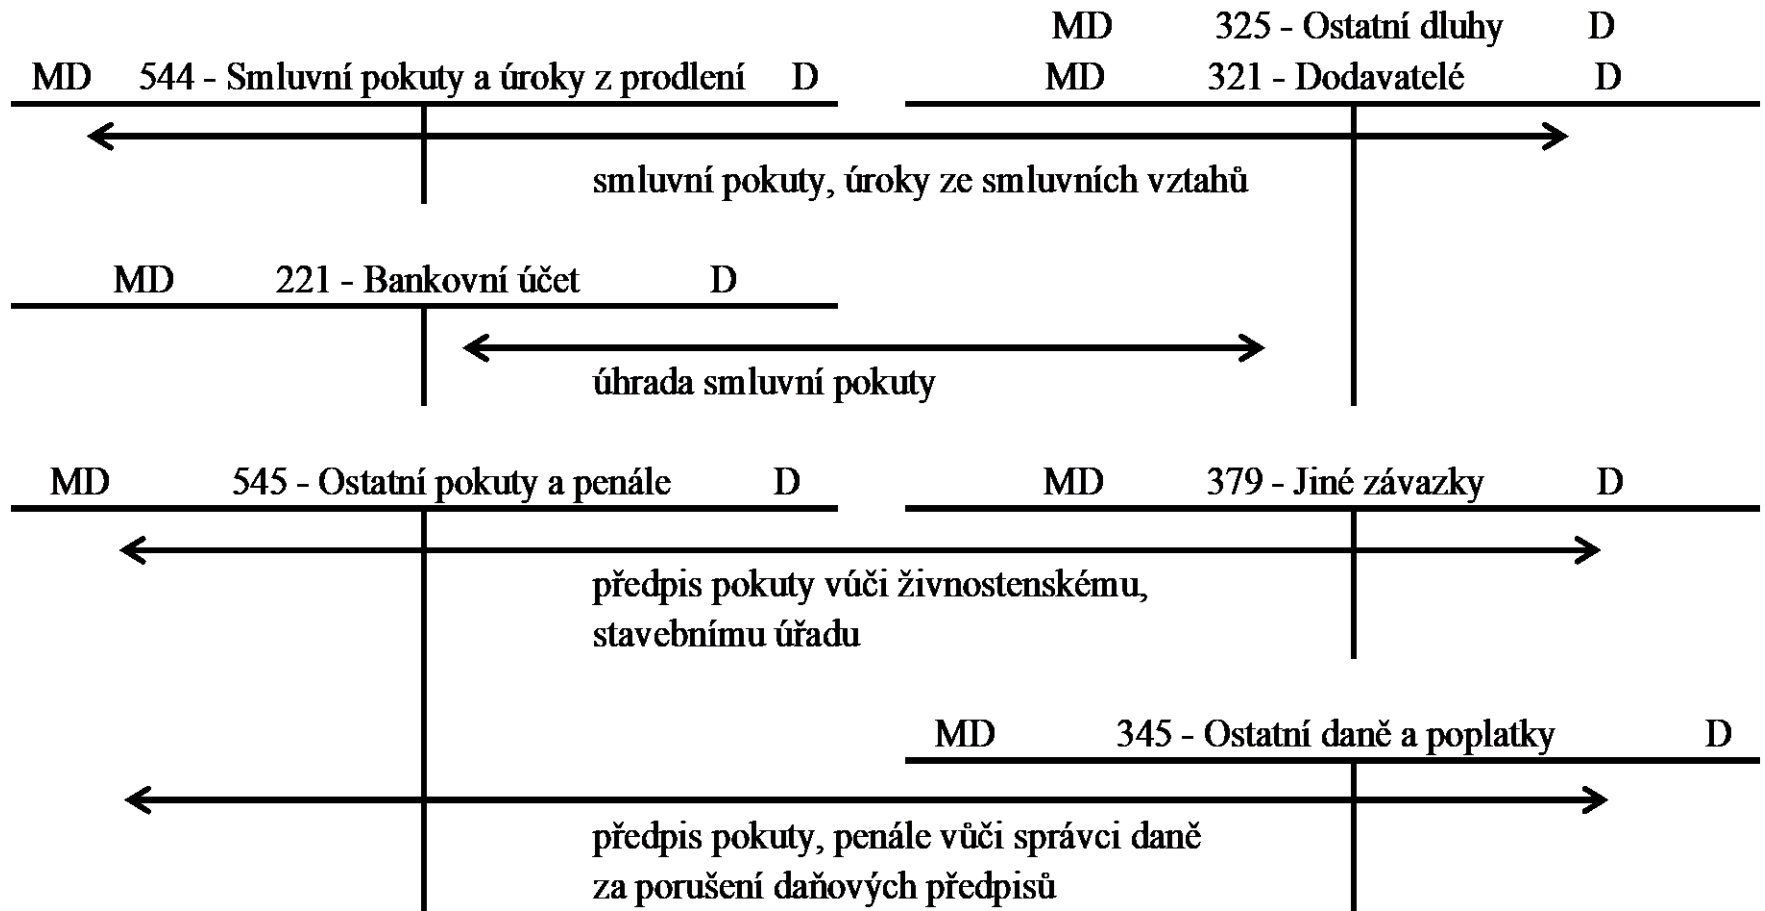 MD 325 - Ostatní dluhy D
MD 544 - Smluvní pokuty a úroky z prodlení D MD 321 - Dodavatelé D
smluvní pokuty, úroky ze smluvních vztahů
MD 221 - Bankovní účet D
úhrada smluvní pokuty
MD 545 - Ostatní pokuty a penále D MD 379 - Jiné závazky D
předpis pokuty vúči živnostenskému,
stavebnímu úřadu
MD 345 - Ostatní daně a poplatky D
předpis pokuty, penále vůči správci daně
za porušení daňových předpisů